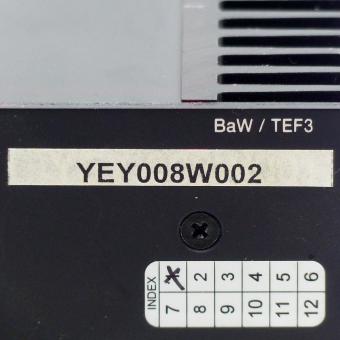 BaW / TEF3
YEY008W002
INDEX
2 3 4 5 6
7 8 9 10 11 12